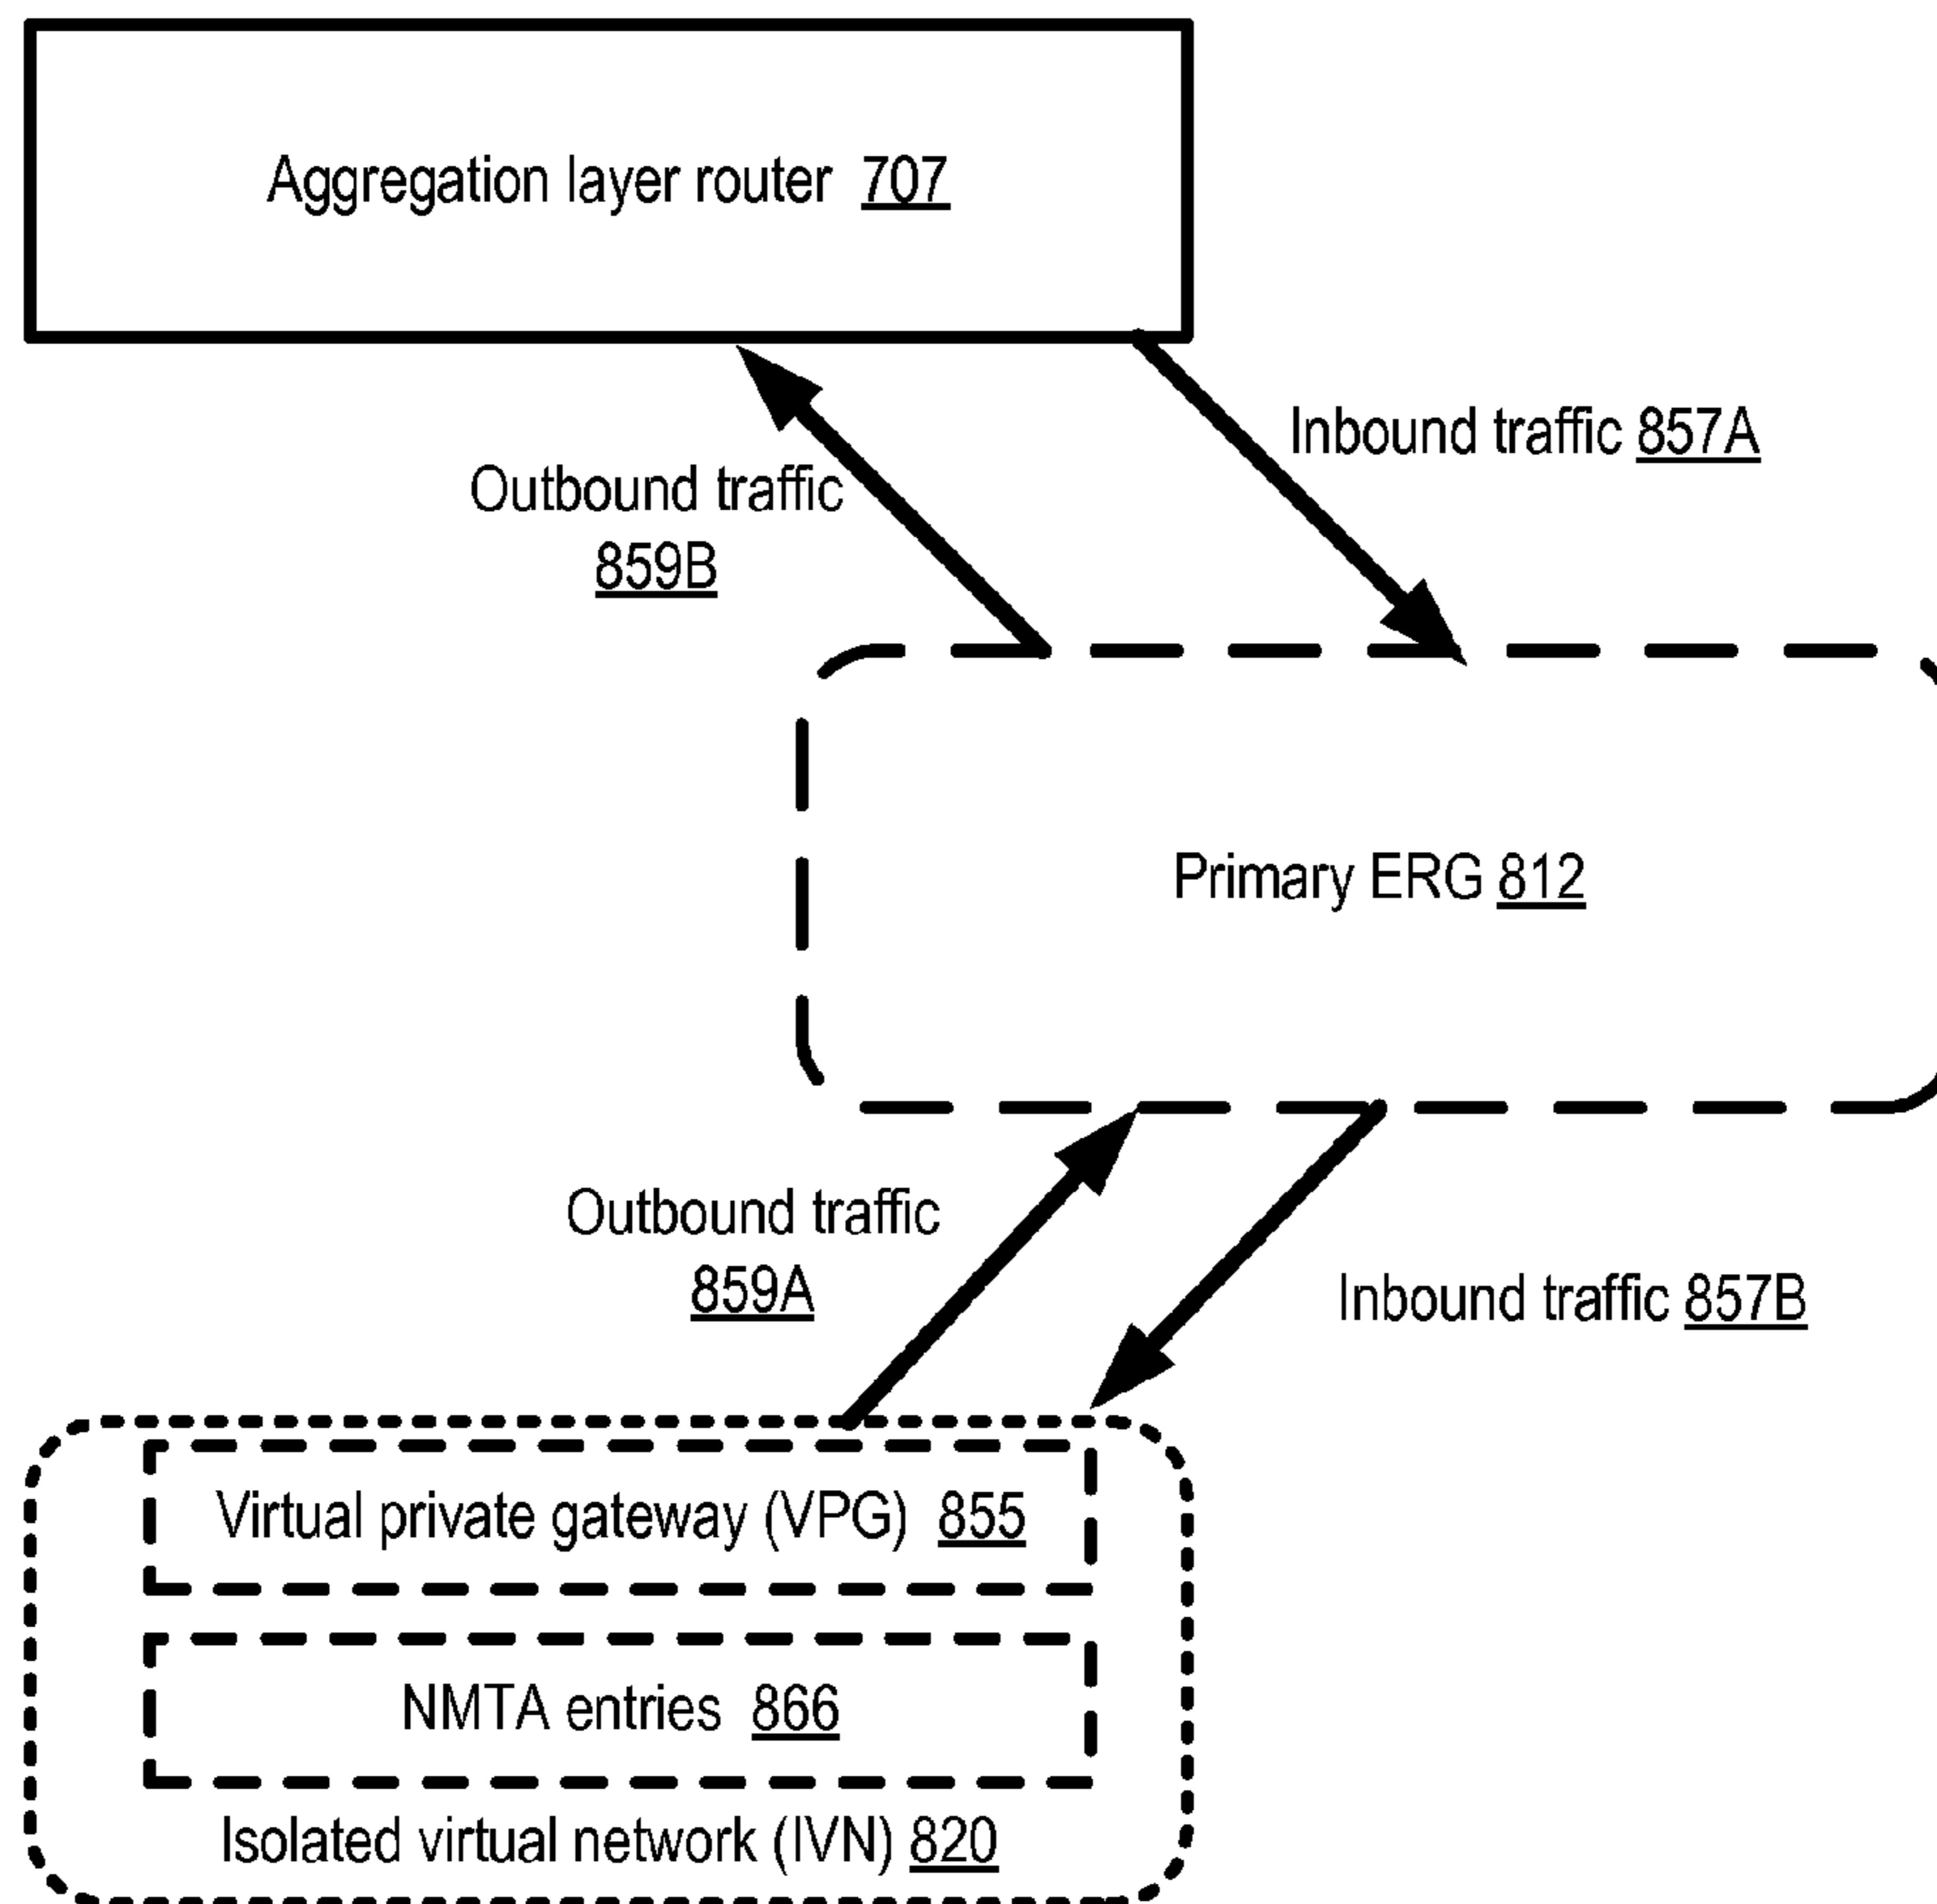 Aggregation layer router 707
Inbound traffic 857A
Outbound traffic
859B
Primary ERG 812
Outbound traffic
859A
Inbound traffic 857B
Virtual private gateway (VPG) 855
NMTA entries 866
Isolated virtual network (IVN) 820